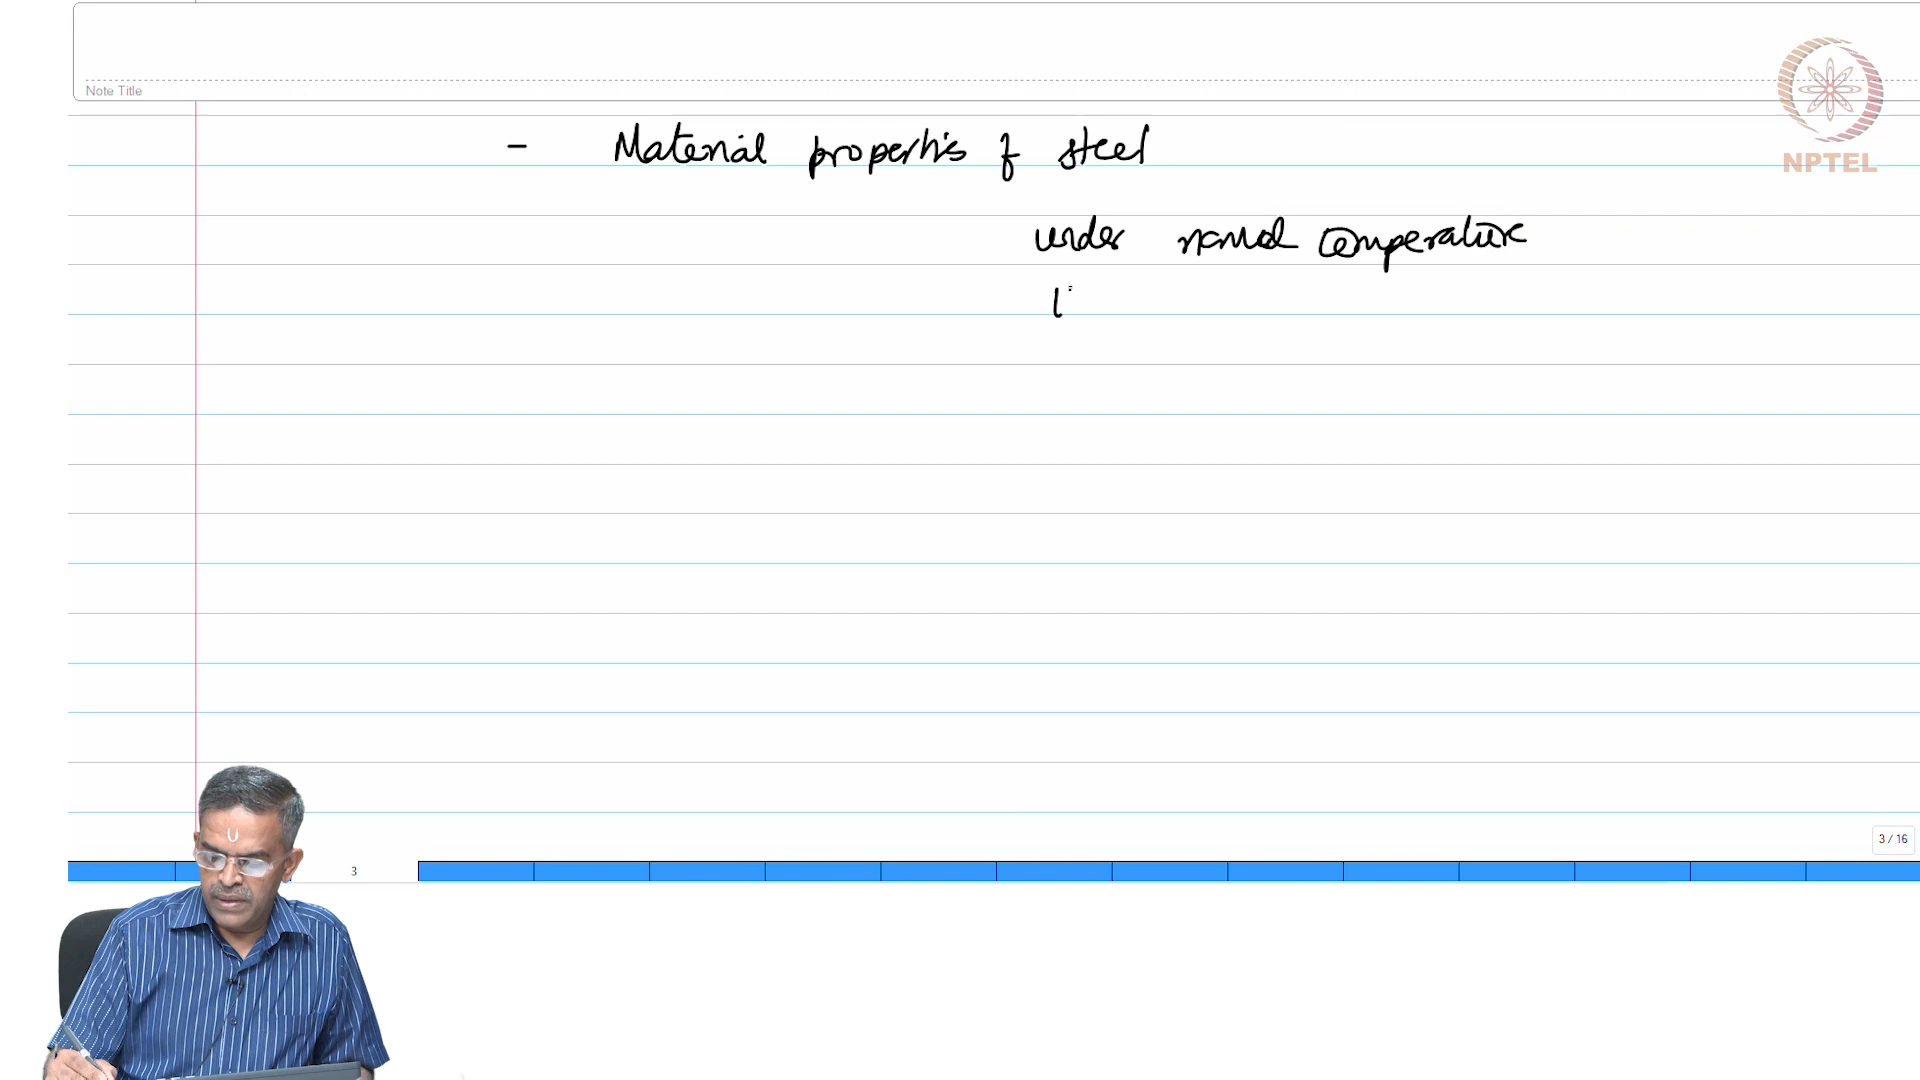 Note Title
NPTEL
- Material properties of steel
under normal temperature
3 / 16
3